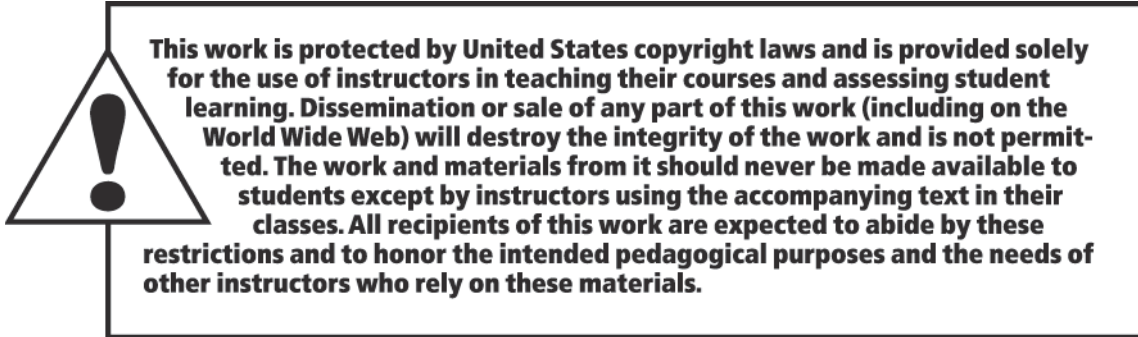 This work is protected by United States copyright laws and is provided solely
for the use of instructors in teaching their courses and assessing student
learning. Dissemination or sale of any part of this work (including on the
World Wide Web) will destroy the integrity of the work and is not permit-
ted. The work and materials from it should never be made available to
students except by instructors using the accompanying text in their
classes. All recipients of this work are expected to abide by these
restrictions and to honor the intended pedagogical purposes and the needs of
other instructors who rely on these materials.